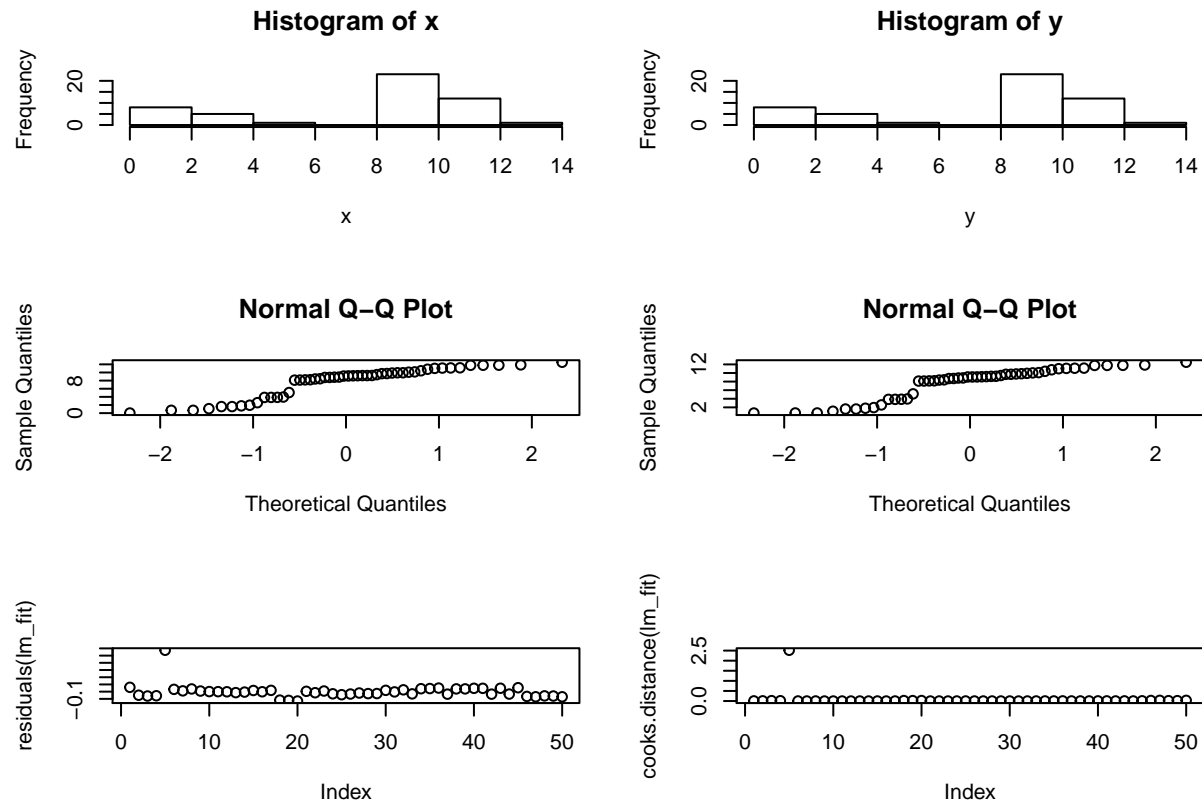 Histogram of x
Frequency
0 20
0 2 4 6 8 10 12 14
x
Histogram of y
Frequency
0 20
0 2 4 6 8 10 12 14
y
Normal Q−Q Plot
Sample Quantiles
0 8
−2 −1 0 1 2
Theoretical Quantiles
Normal Q−Q Plot
Sample Quantiles
2 12
−2 −1 0 1 2
Theoretical Quantiles
residuals(lm_fit)
−0.1
0 10 20 30 40 50
Index
cooks.distance(lm_fit)
0.0 2.5
0 10 20 30 40 50
Index